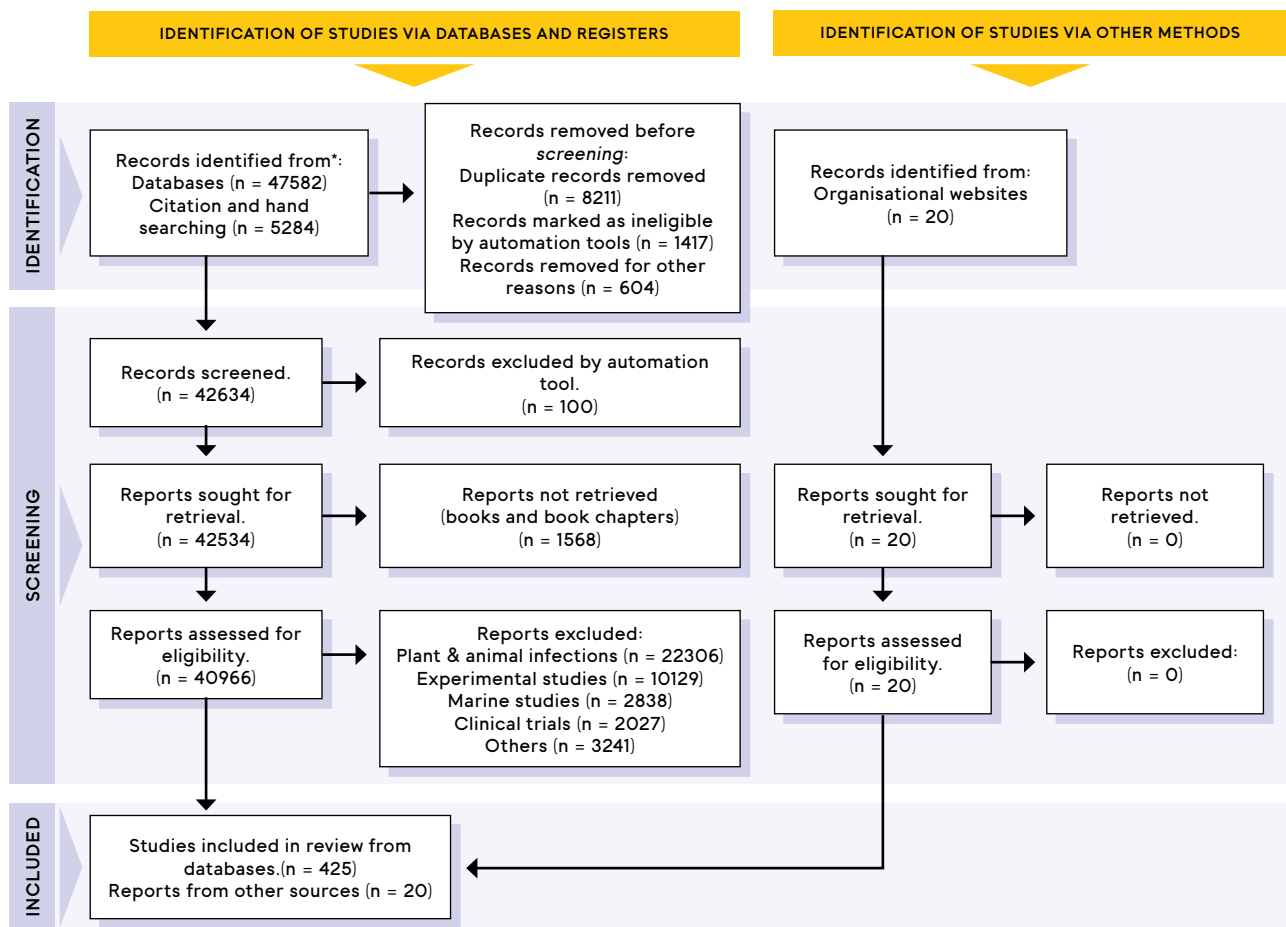 IDENTIFICATION OF STUDIES VIA DATABASES AND REGISTERS
IDENTIFICATION OF STUDIES VIA OTHER METHODS
IDENTIFICATION
Records identified from*:
Databases (n = 47582)
Citation and hand
searching (n = 5284)
Records removed before
screening:
Duplicate records removed
(n = 8211)
Records marked as ineligible
by automation tools (n = 1417)
Records removed for other
reasons (n = 604)
Records identified from:
Organisational websites
(n = 20)
SCREENING
Records screened.
(n = 42634)
Records excluded by automation
tool.
(n = 100)
Reports sought for
retrieval.
(n = 42534)
Reports not retrieved
(books and book chapters)
(n = 1568)
Reports sought for
retrieval.
(n = 20)
Reports not
retrieved.
(n = 0)
Reports assessed for
eligibility.
(n = 40966)
Reports excluded:
Plant & animal infections (n = 22306)
Experimental studies (n = 10129)
Marine studies (n = 2838)
Clinical trials (n = 2027)
Others (n = 3241)
Reports assessed
for eligibility.
(n = 20)
Reports excluded:
(n = 0)
INCLUDED
Studies included in review from
databases.(n = 425)
Reports from other sources (n = 20)